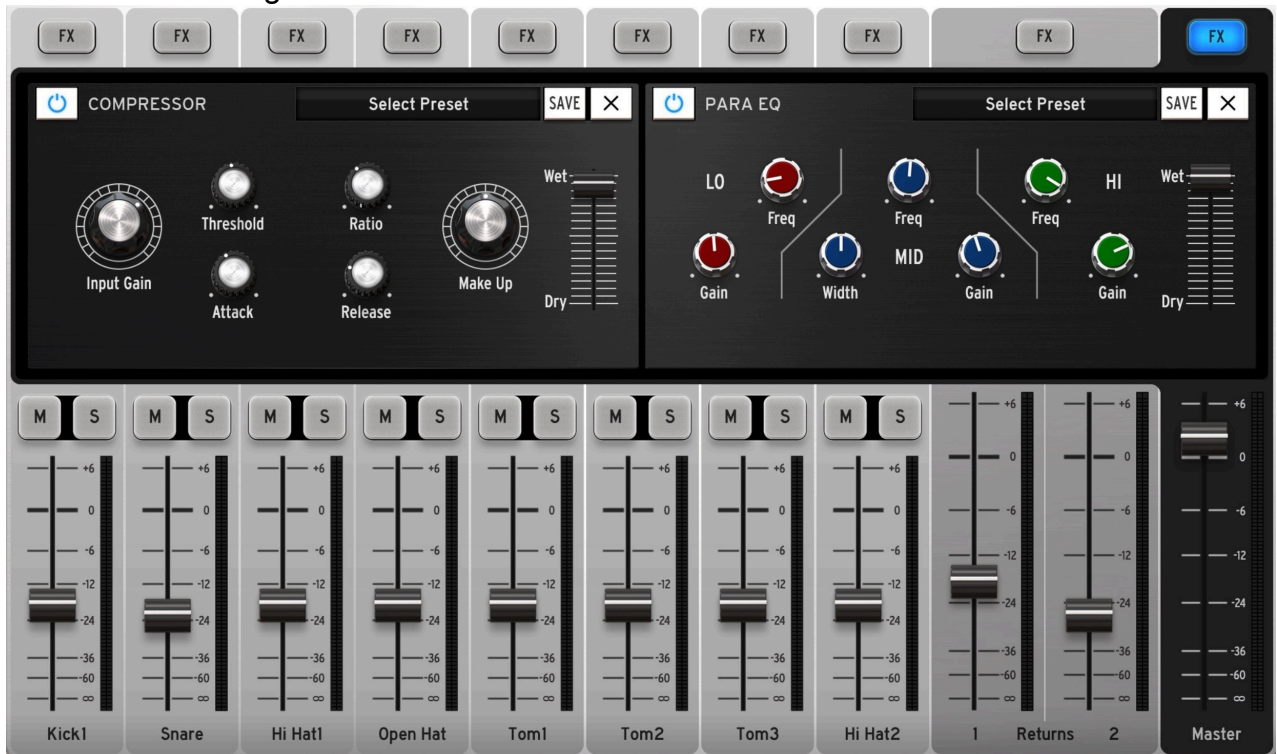 FX FX FX FX FX FX FX FX FX FX
COMPRESSOR Select Preset SAVE X PARA EQ Select Preset SAVE X
Wet LO HI Wet
Threshold Ratio Freq Freq Freq
MID
Input Gain Make Up Gain Width Gain Gain
Attack Release Dry Dry
M S M S M S M S M S M S M S M S
+6 +6 +6
0 0 0
-6 -6 -6
-12 -12 -12
-24 -24 -24
-36 -36 -36
-60 -60 -60
∞ ∞ ∞
+6 +6 +6 +6 +6 +6 +6 +6
0 0 0 0 0 0 0 0
-6 -6 -6 -6 -6 -6 -6 -6
-12 -12 -12 -12 -12 -12 -12 -12
-24 -24 -24 -24 -24 -24 -24 -24
-36 -36 -36 -36 -36 -36 -36 -36
-60 -60 -60 -60 -60 -60 -60 -60
∞ ∞ ∞ ∞ ∞ ∞ ∞ ∞
Kick1 Snare Hi Hat1 Open Hat Tom1 Tom2 Tom3 Hi Hat2 1 Returns 2 Master